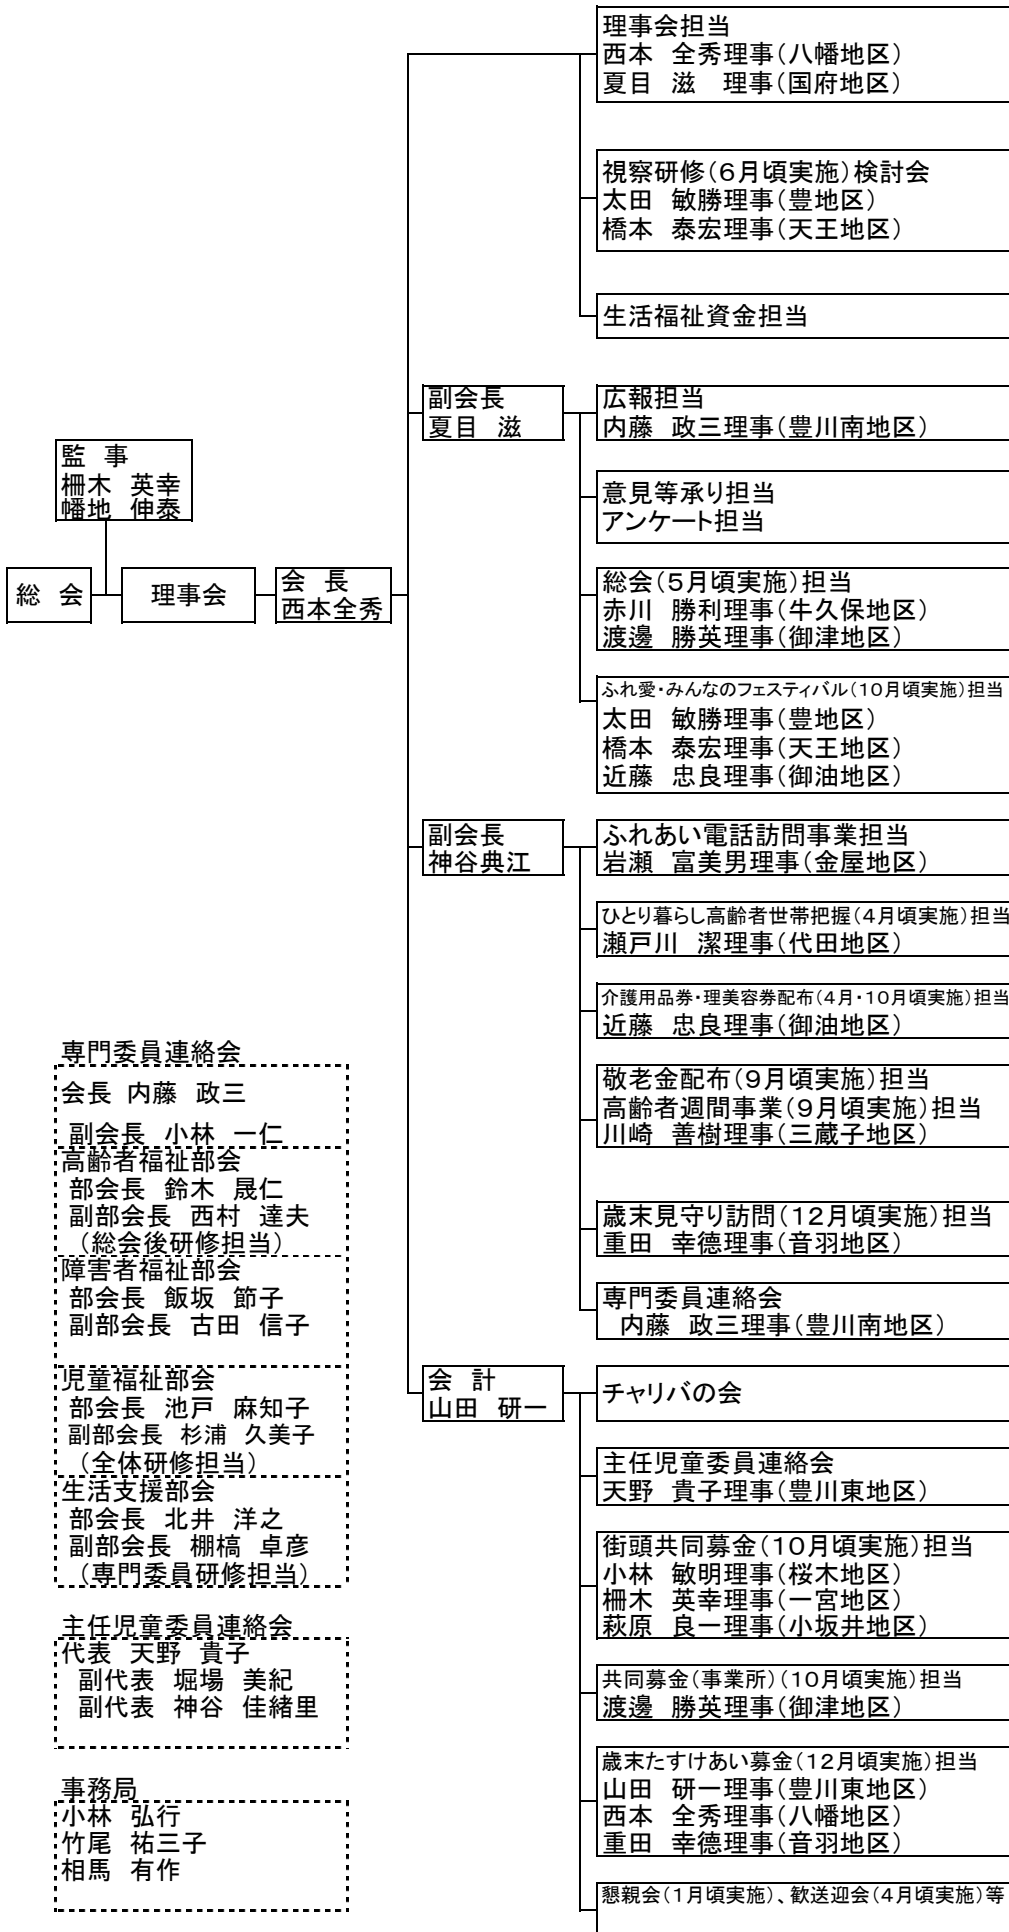 理事会担当
西本　全秀理事(八幡地区)
夏目　滋　理事(国府地区)
視察研修(6月頃実施)検討会
太田　敏勝理事(豊地区)
橋本　泰宏理事(天王地区)
生活福祉資金担当
副会長
夏目　滋
広報担当
内藤　政三理事(豊川南地区)
監　事
柵木　英幸
幡地　伸泰
意見等承り担当
アンケート担当
総　会
理事会
会　長
西本全秀
総会(5月頃実施)担当
赤川　勝利理事(牛久保地区)
渡邊　勝英理事(御津地区)
ふれ愛・みんなのフェスティバル(10月頃実施)担当
太田　敏勝理事(豊地区)
橋本　泰宏理事(天王地区)
近藤　忠良理事(御油地区)
副会長
神谷典江
ふれあい電話訪問事業担当
岩瀬　富美男理事(金屋地区)
ひとり暮らし高齢者世帯把握(4月頃実施)担当
瀬戸川　潔理事(代田地区)
介護用品券・理美容券配布(4月・10月頃実施)担当
近藤　忠良理事(御油地区)
敬老金配布(9月頃実施)担当
高齢者週間事業(9月頃実施)担当
川崎　善樹理事(三蔵子地区)
歳末見守り訪問(12月頃実施)担当
重田　幸德理事(音羽地区)
専門委員連絡会
内藤　政三理事(豊川南地区)
会　計
山田　研一
チャリバの会
主任児童委員連絡会
天野　貴子理事(豊川東地区)
街頭共同募金(10月頃実施)担当
小林　敏明理事(桜木地区)
柵木　英幸理事(一宮地区)
萩原　良一理事(小坂井地区)
共同募金(事業所)(10月頃実施)担当
渡邊　勝英理事(御津地区)
歳末たすけあい募金(12月頃実施)担当
山田　研一理事(豊川東地区)
西本　全秀理事(八幡地区)
重田　幸德理事(音羽地区)
懇親会(1月頃実施)、歓送迎会(4月頃実施)等
専門委員連絡会
会長　内藤　政三
副会長　小林　一仁
高齢者福祉部会
部会長　鈴木　晟仁
副部会長　西村　達夫
(総会後研修担当)
障害者福祉部会
部会長　飯坂　節子
副部会長　古田　信子
児童福祉部会
部会長　池戸　麻知子
副部会長　杉浦　久美子
(全体研修担当)
生活支援部会
部会長　北井　洋之
副部会長　棚槗　卓彦
(専門委員研修担当)
主任児童委員連絡会
代表　天野　貴子
副代表　堀場　美紀
副代表　神谷　佳緒里
事務局
小林　弘行
竹尾　祐三子
相馬　有作